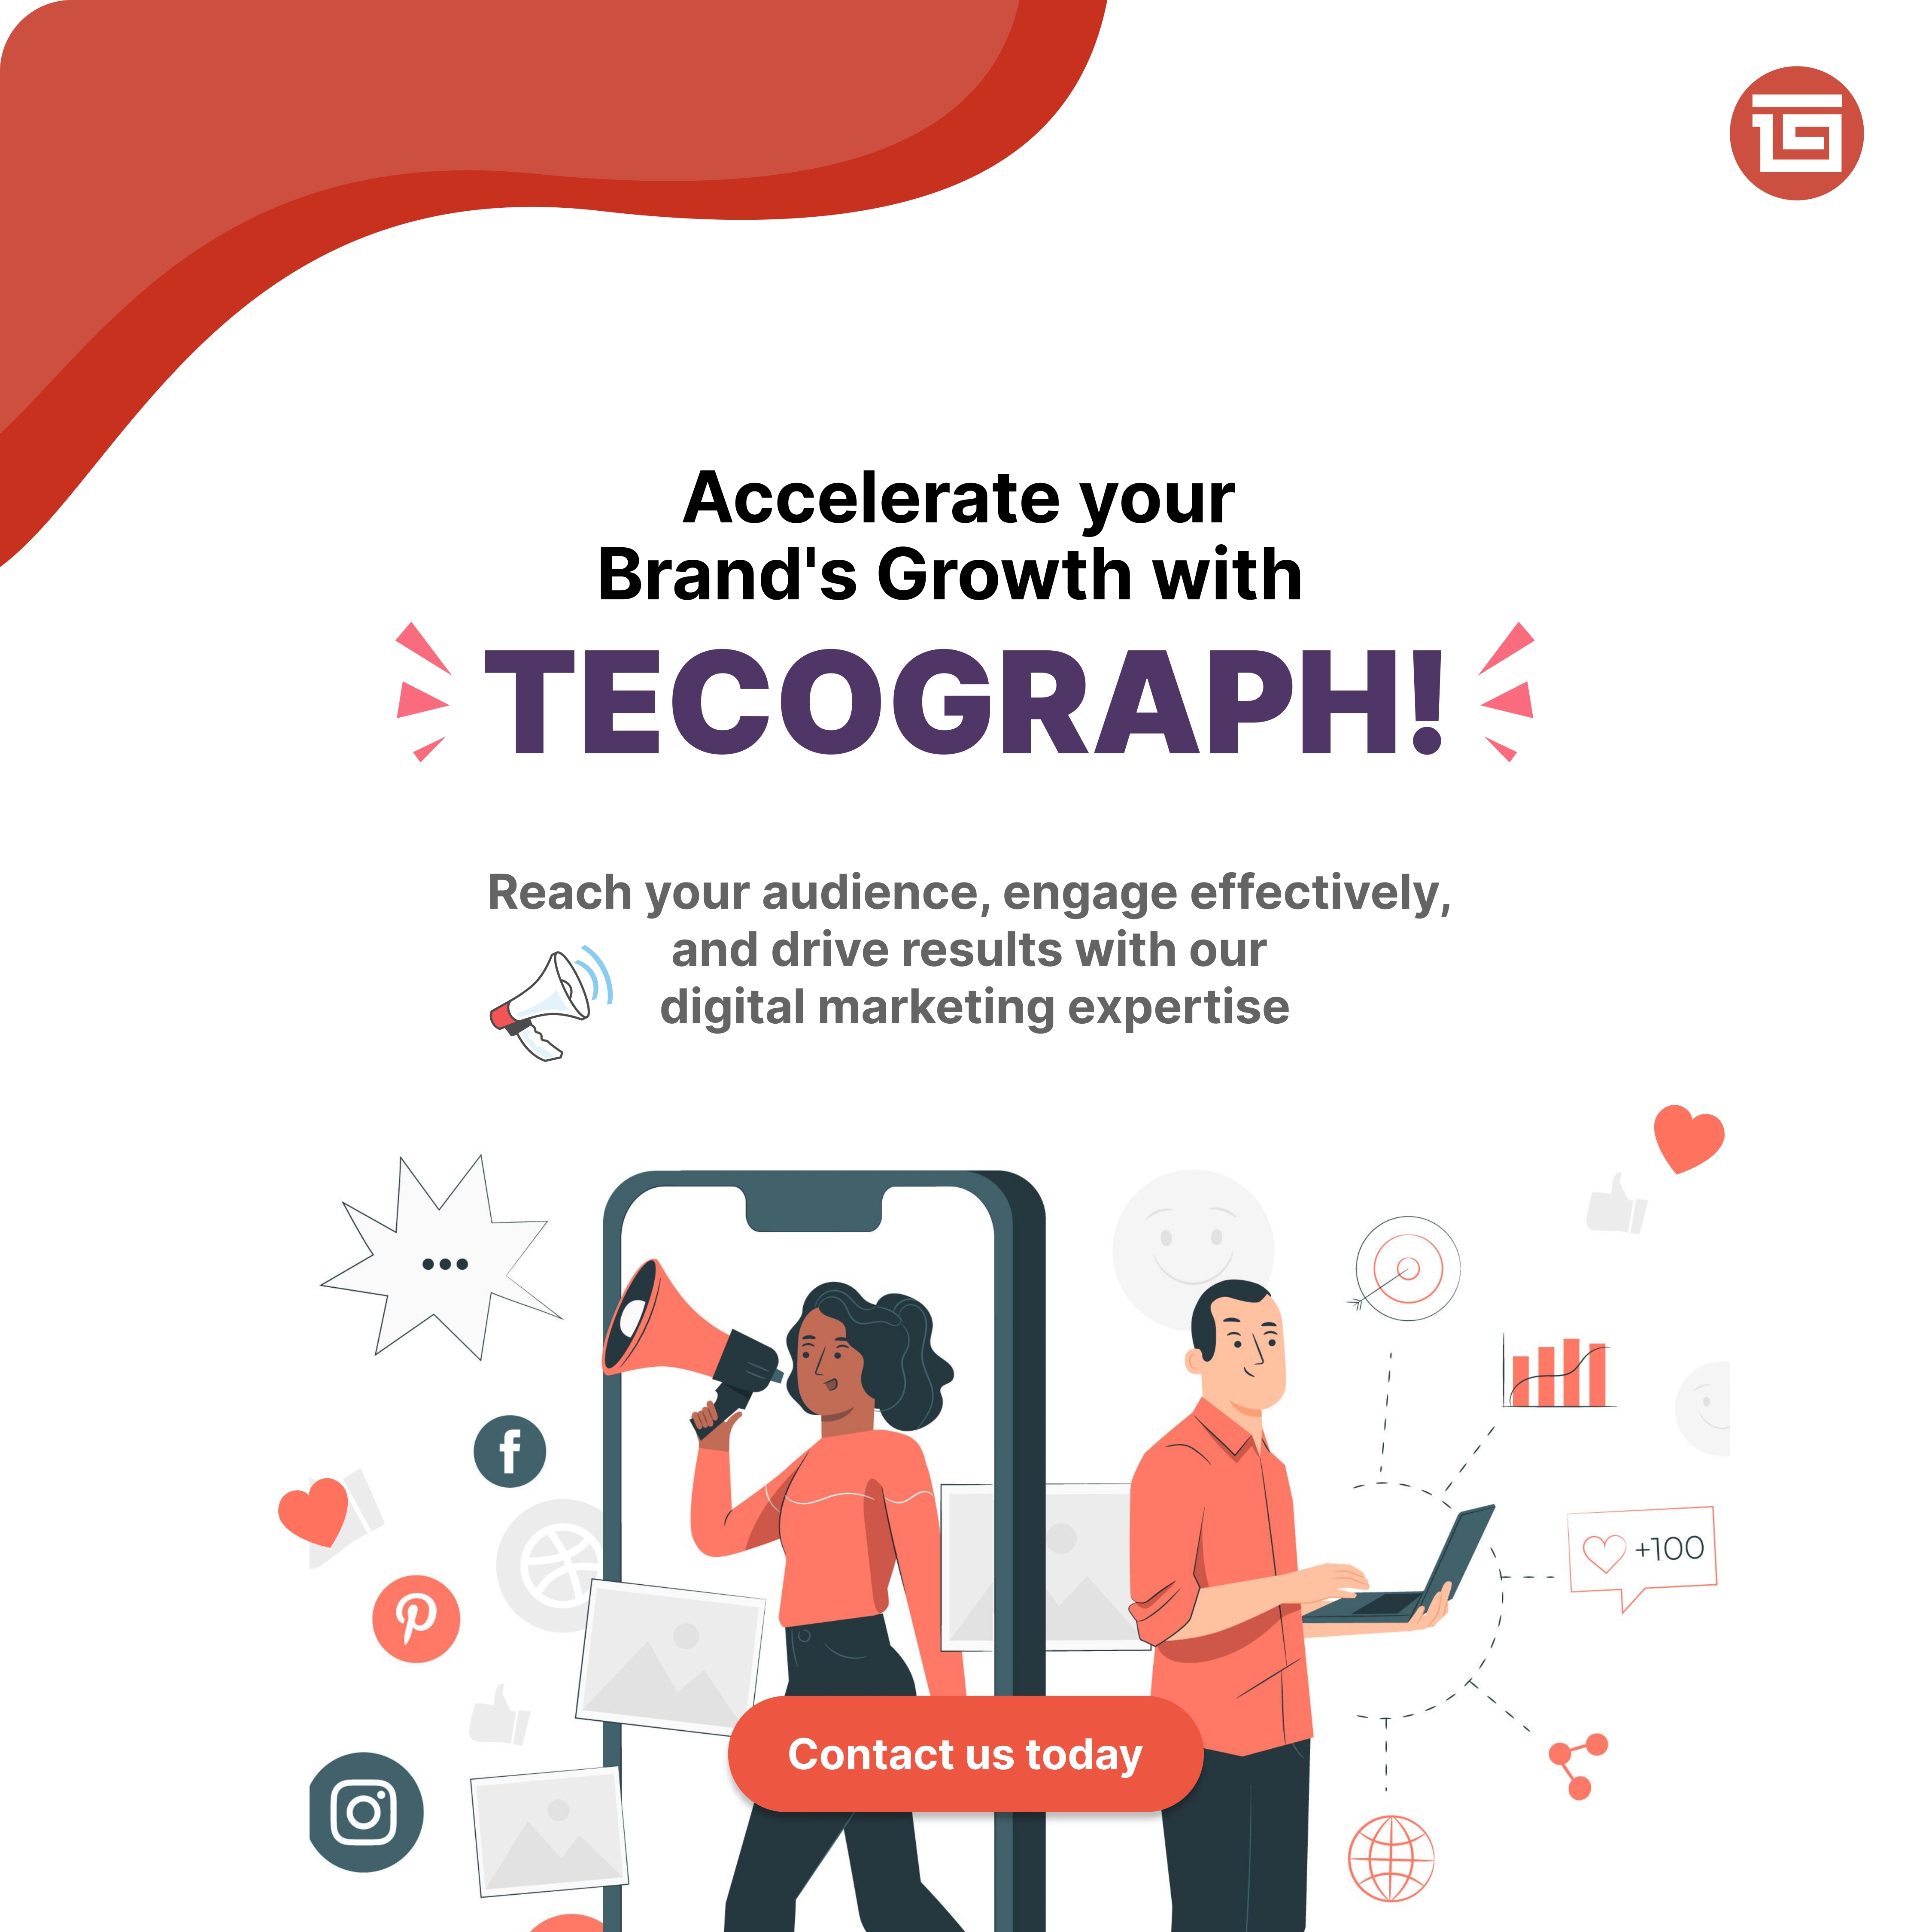 Accelerate your
Brand's Growth with
TECOGRAPH!
Reach your audience, engage effectively,
and drive results with our
digital marketing expertise
+100
Contact us today